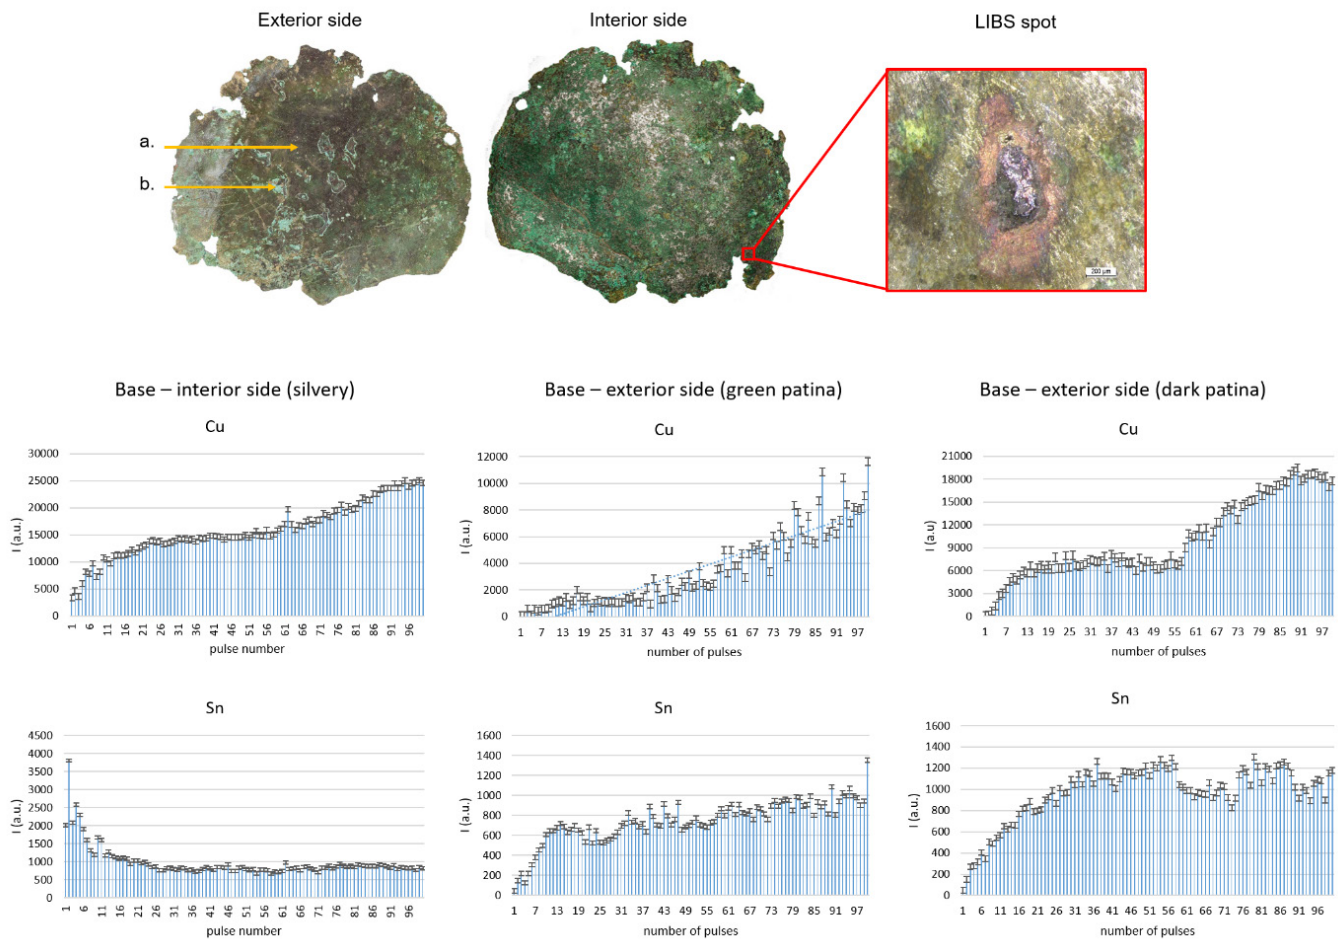 Exterior side
Interior side
LIBS spot
a.
b.
200 µm
Base – interior side (silvery)
Base – exterior side (green patina)
Base – exterior side (dark patina)
Cu
I (a.u.)
30000
25000
20000
15000
10000
5000
0
1 6 11 16 21 26 31 36 41 46 51 56 61 66 71 76 81 86 91 96
pulse number
Cu
I (a.u.)
12000
10000
8000
6000
4000
2000
0
1 7 13 19 25 31 37 43 49 55 61 67 73 79 85 91 97
number of pulses
Cu
I (a.u)
21000
18000
15000
12000
9000
6000
3000
0
1 7 13 19 25 31 37 43 49 55 61 67 73 79 85 91 97
number of pulses
Sn
I (a.u.)
4500
4000
3500
3000
2500
2000
1500
1000
500
0
1 6 11 16 21 26 31 36 41 46 51 56 61 66 71 76 81 86 91 96
pulse number
Sn
I (a.u.)
1600
1400
1200
1000
800
600
400
200
0
1 7 13 19 25 31 37 43 49 55 61 67 73 79 85 91 97
number of pulses
Sn
I (a.u.)
1600
1400
1200
1000
800
600
400
200
0
1 6 11 16 21 26 31 36 41 46 51 56 61 66 71 76 81 86 91 96
number of pulses